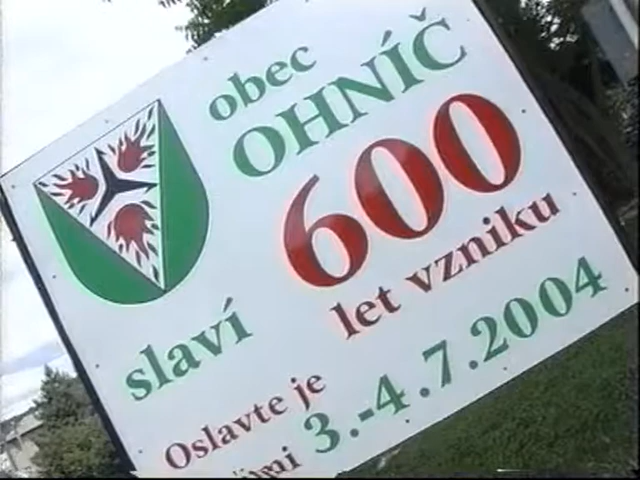 obec
OHNÍČ
slaví
600
let vzniku
Oslavte je
3.-4.7.2004